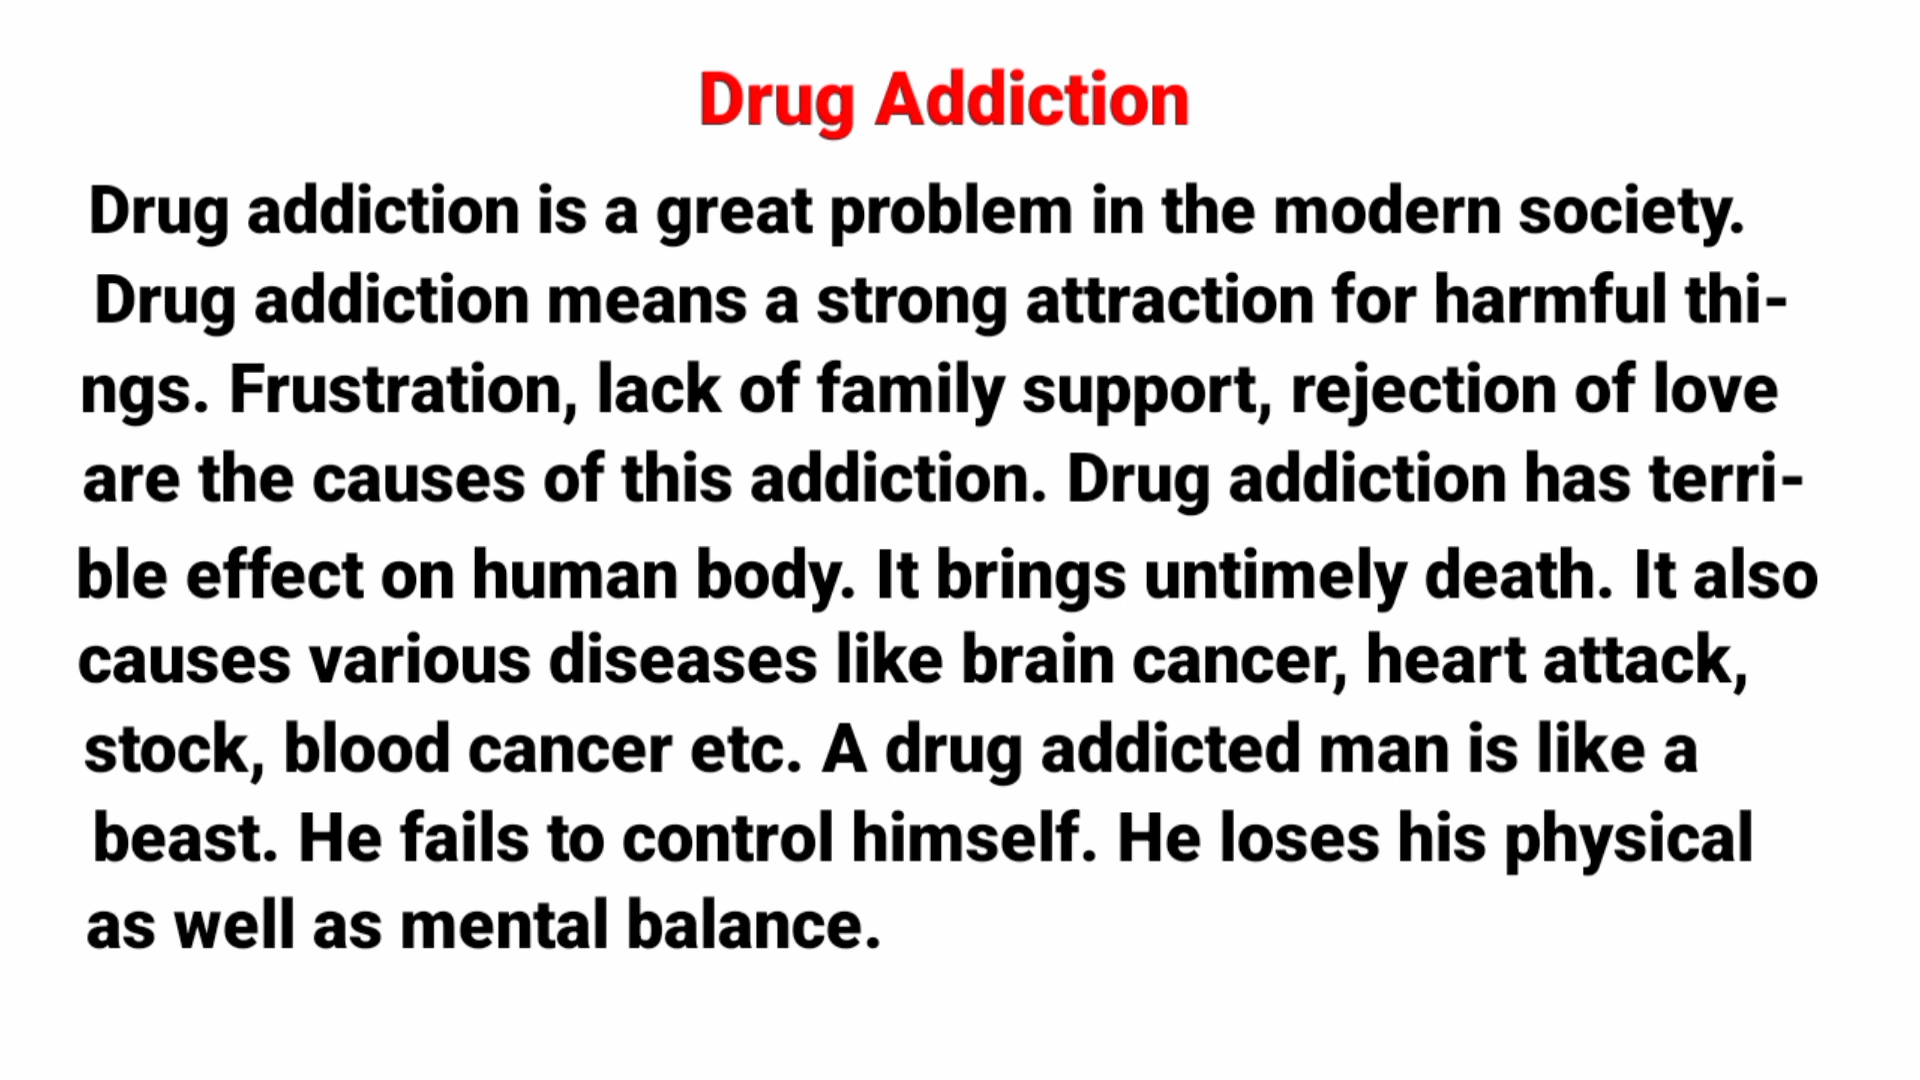 Drug Addiction
Drug addiction is a great problem in the modern society.
Drug addiction means a strong attraction for harmful thi-
ngs. Frustration, lack of family support, rejection of love
are the causes of this addiction. Drug addiction has terri-
ble effect on human body. It brings untimely death. It also
causes various diseases like brain cancer, heart attack,
stock, blood cancer etc. A drug addicted man is like a
beast. He fails to control himself. He loses his physical
as well as mental balance.